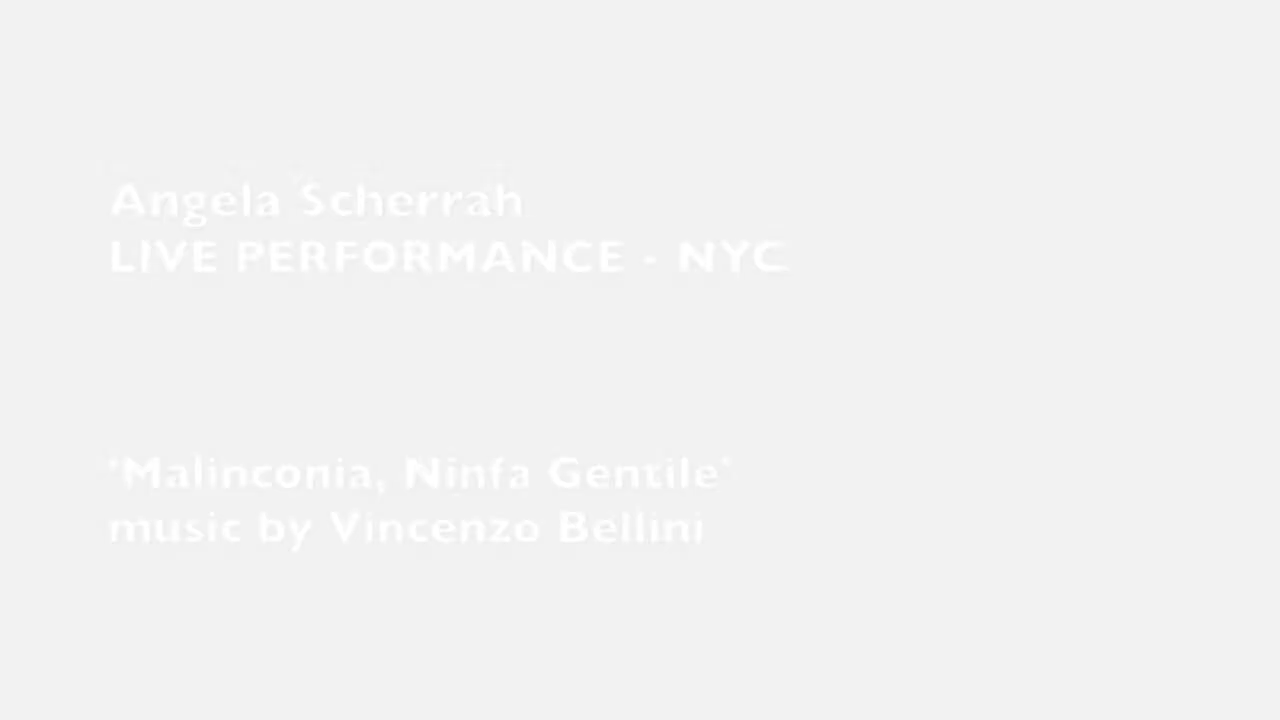 Angela Scherrah
LIVE PERFORMANCE - NYC
'Malinconia, Ninfa Gentile'
music by Vincenzo Bellini